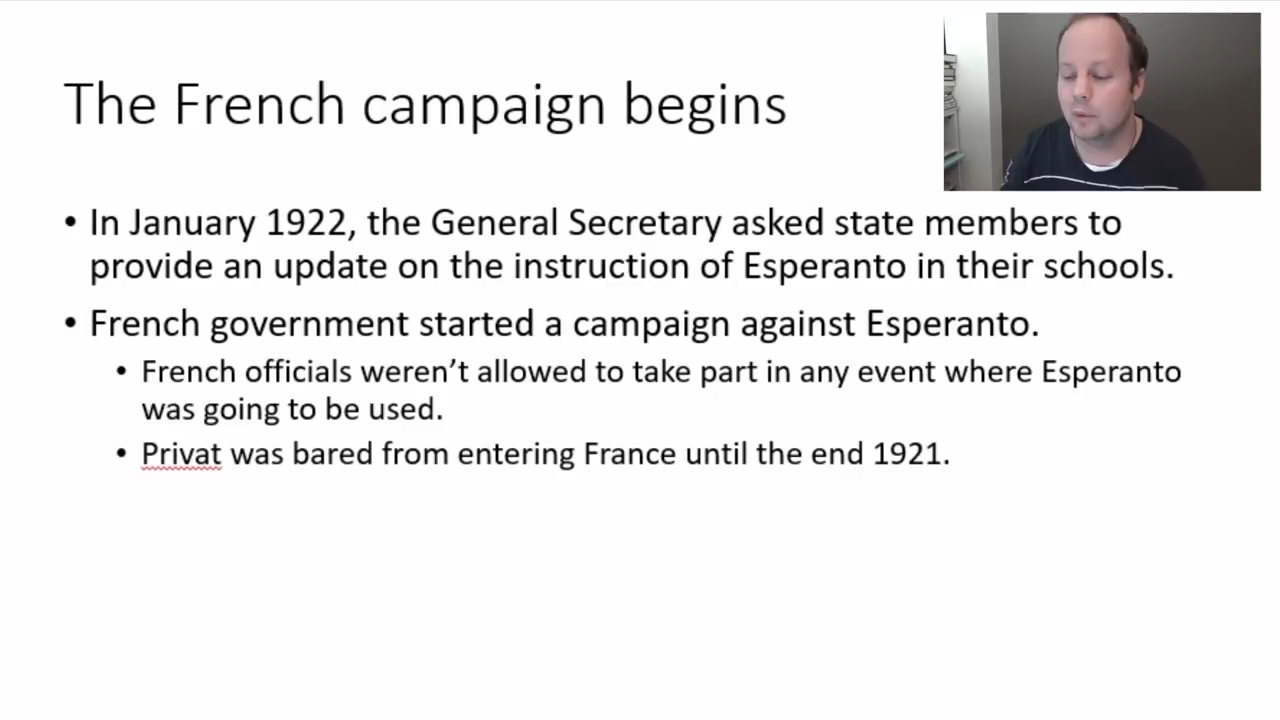 The French campaign begins
• In January 1922, the General Secretary asked state members to
provide an update on the instruction of Esperanto in their schools.
• French government started a campaign against Esperanto.
• French officials weren’t allowed to take part in any event where Esperanto
was going to be used.
• Privat was bared from entering France until the end 1921.